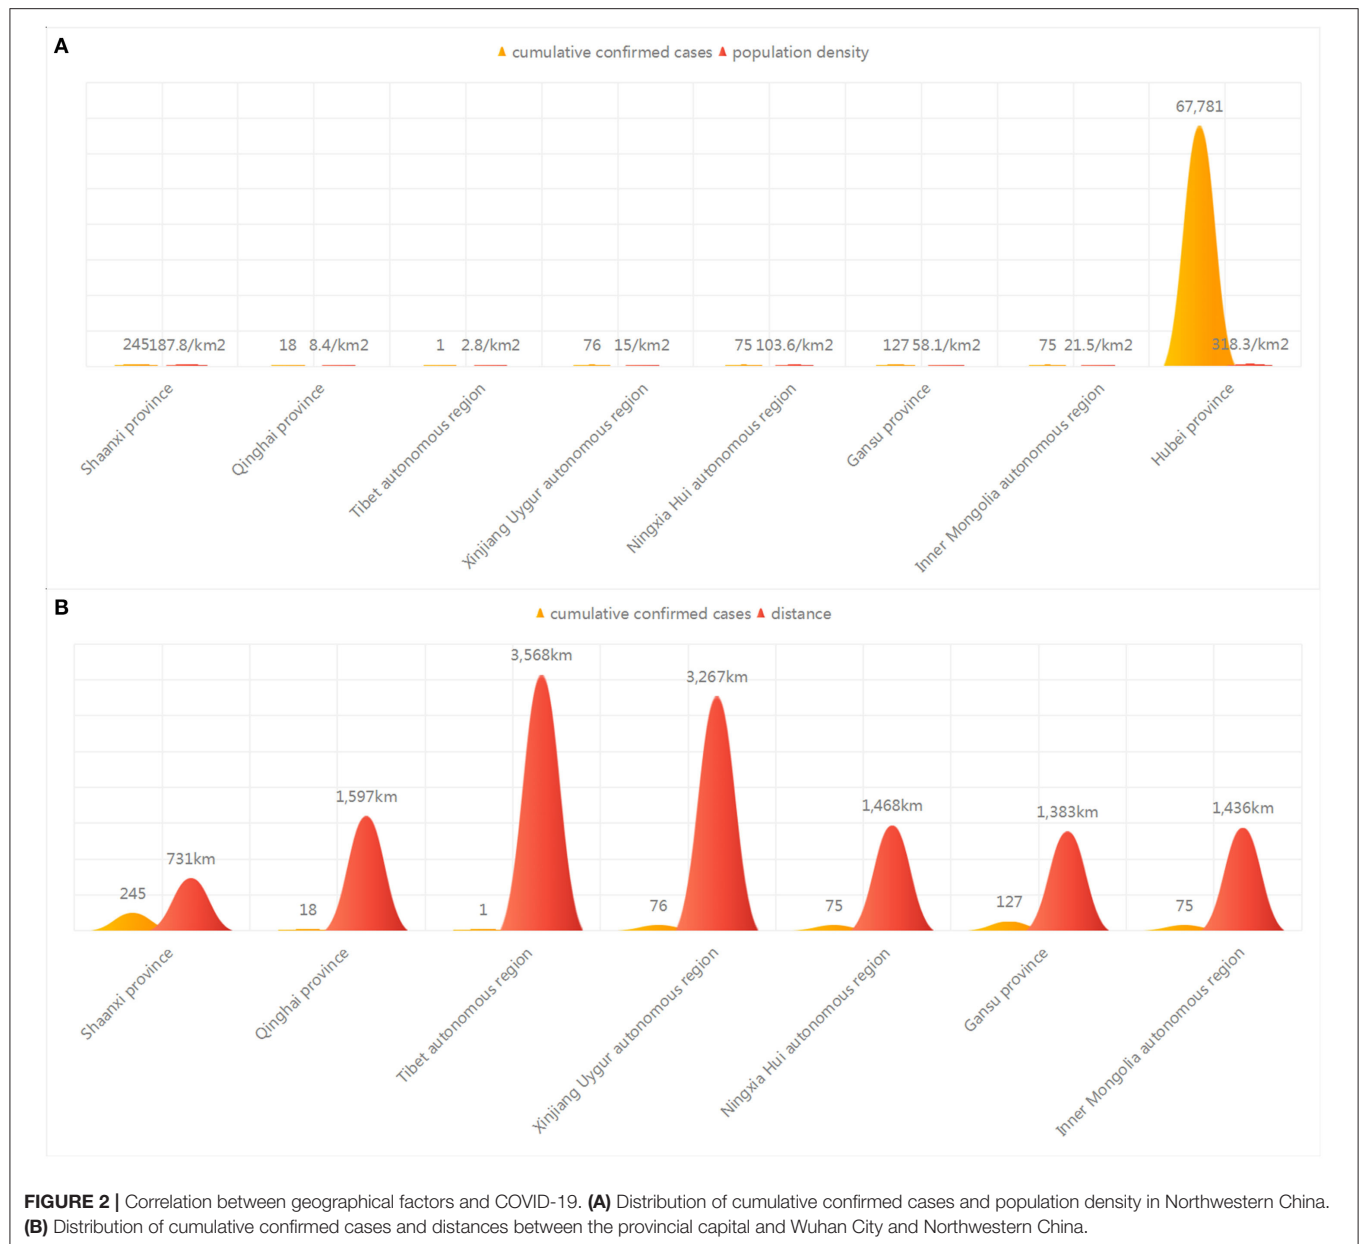 A
cumulative confirmed cases population density
67,781
245 187.8/km2 18 8.4/km2 1 2.8/km2 76 15/km2 75 103.6/km2 127 58.1/km2 75 21.5/km2 318.3/km2
Shaanxi province
Qinghai province
Tibet autonomous region
Xinjiang Uygur autonomous region
Ningxia Hui autonomous region
Gansu province
Inner Mongolia autonomous region
Hubei province
B
cumulative confirmed cases distance
3,568km
3,267km
1,597km
1,468km
1,383km
1,436km
731km
245
18
1
76
75
127
75
Shaanxi province
Qinghai province
Tibet autonomous region
Xinjiang Uygur autonomous region
Ningxia Hui autonomous region
Gansu province
Inner Mongolia autonomous region
FIGURE 2 | Correlation between geographical factors and COVID-19. (A) Distribution of cumulative confirmed cases and population density in Northwestern China.
(B) Distribution of cumulative confirmed cases and distances between the provincial capital and Wuhan City and Northwestern China.